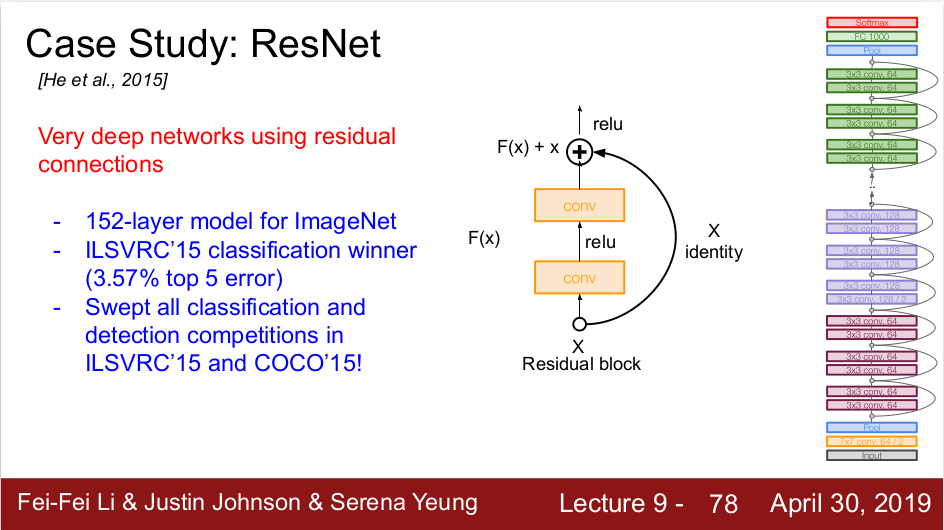 Case Study: ResNet
[He et al., 2015]
Very deep networks using residual
connections
- 152-layer model for ImageNet
- ILSVRC’15 classification winner
(3.57% top 5 error)
- Swept all classification and
detection competitions in
ILSVRC’15 and COCO’15!
relu
F(x) + x
conv
F(x)
relu
X
identity
conv
X
Residual block
Softmax
FC 1000
Pool
3x3 conv, 64
3x3 conv, 64
3x3 conv, 64
3x3 conv, 64
3x3 conv, 64
3x3 conv, 64
..
3x3 conv, 128
3x3 conv, 128
3x3 conv, 128
3x3 conv, 128
3x3 conv, 128
3x3 conv, 128 / 2
3x3 conv, 64
3x3 conv, 64
3x3 conv, 64
3x3 conv, 64
3x3 conv, 64
3x3 conv, 64
Pool
7x7 conv, 64 / 2
Input
Fei-Fei Li & Justin Johnson & Serena Yeung
Lecture 9 - 78
April 30, 2019